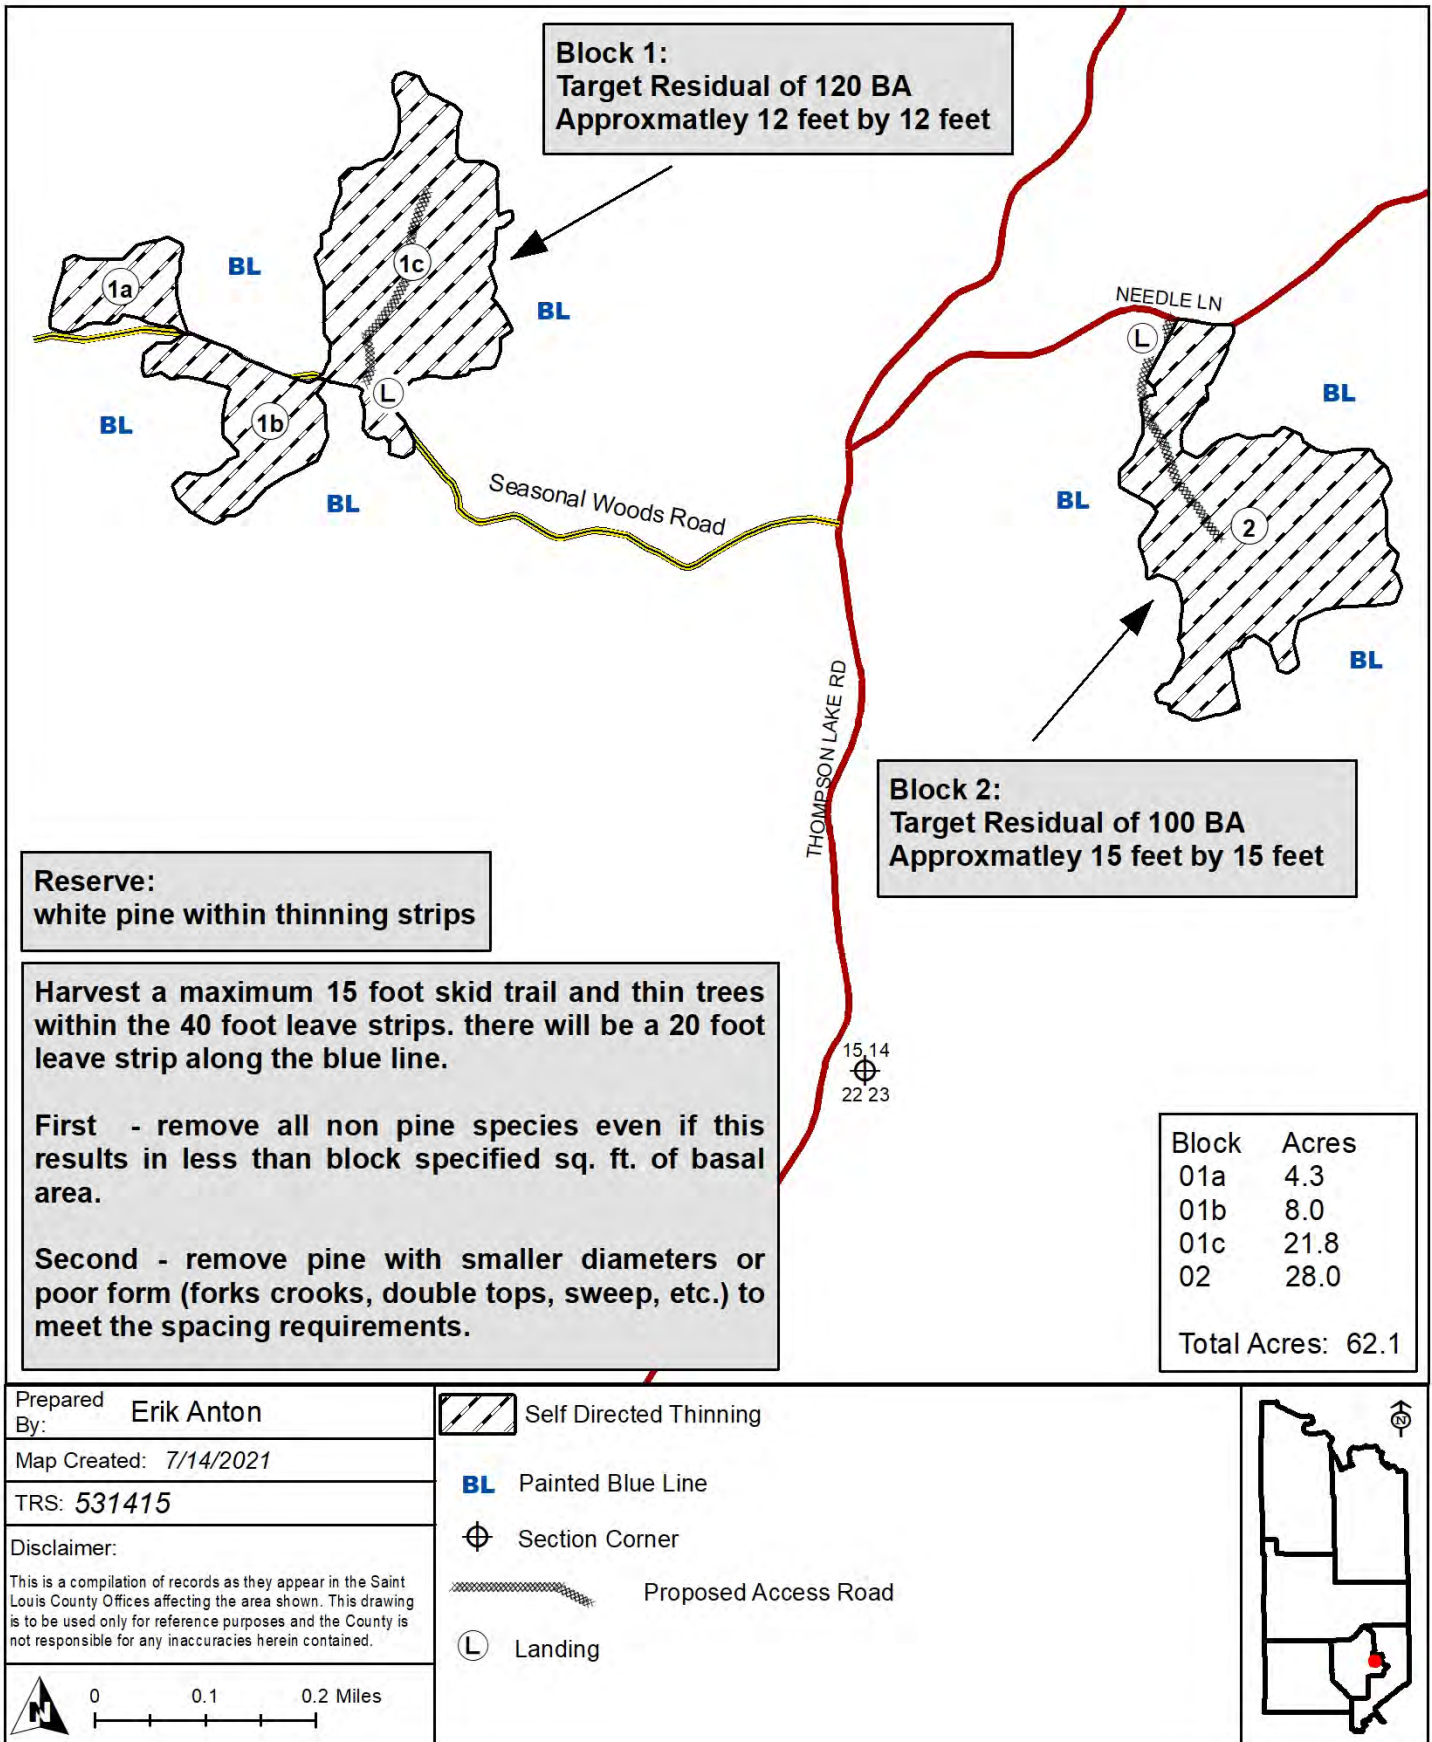 Block 1:
Target Residual of 120 BA
Approxmatley 12 feet by 12 feet
1a
BL
1c
BL
NEEDLE LN
L
BL
L
BL
1b
BL
Seasonal Woods Road
BL
2
BL
THOMPSON LAKE RD
Block 2:
Target Residual of 100 BA
Approxmatley 15 feet by 15 feet
Reserve:
white pine within thinning strips
Harvest a maximum 15 foot skid trail and thin trees
within the 40 foot leave strips. there will be a 20 foot
leave strip along the blue line.
First - remove all non pine species even if this
results in less than block specified sq. ft. of basal
area.
Second - remove pine with smaller diameters or
poor form (forks crooks, double tops, sweep, etc.) to
meet the spacing requirements.
15 14
22 23
Block Acres
01a 4.3
01b 8.0
01c 21.8
02 28.0
Total Acres: 62.1
Prepared
By: Erik Anton
Map Created: 7/14/2021
TRS: 531415
Disclaimer:
This is a compilation of records as they appear in the Saint
Louis County Offices affecting the area shown. This drawing
is to be used only for reference purposes and the County is
not responsible for any inaccuracies herein contained.
N
0 0.1 0.2 Miles
Self Directed Thinning
BL Painted Blue Line
Section Corner
Proposed Access Road
L Landing
N